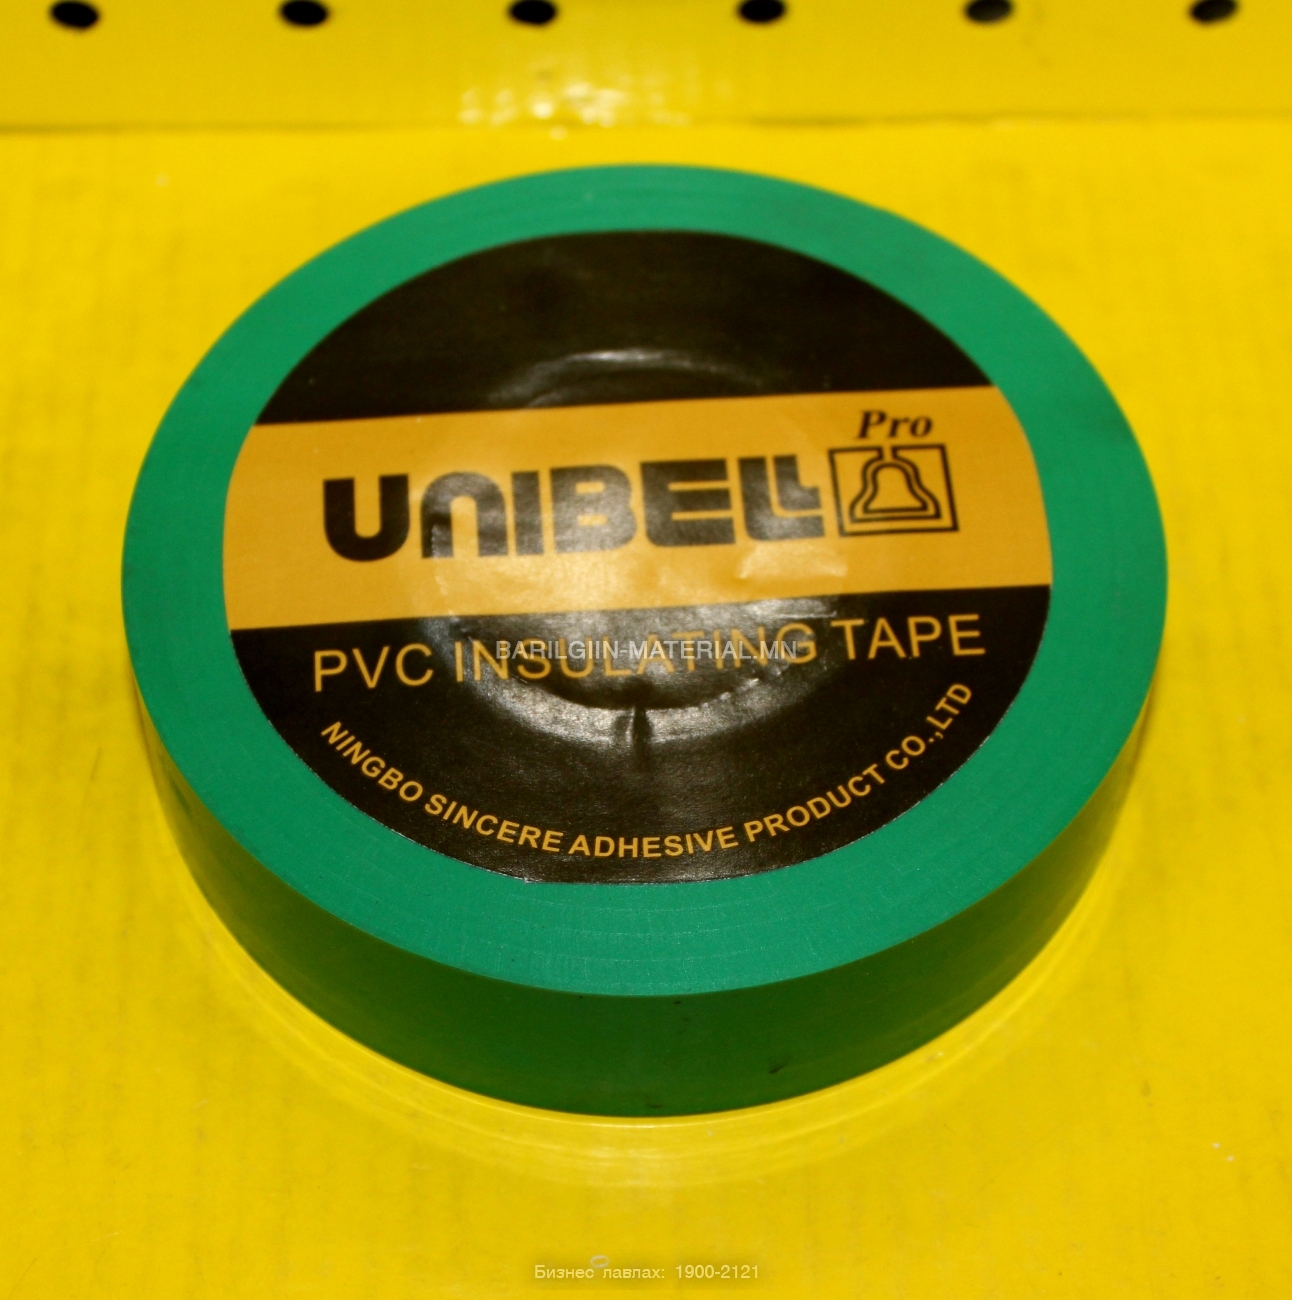 Pro
UNIBELL
PVC INSULATING TAPE
BARILGIIN-MATERIAL.MN
NINGBO SINCERE ADHESIVE PRODUCT CO.,LTD
Бизнес лавлах: 1900-2121